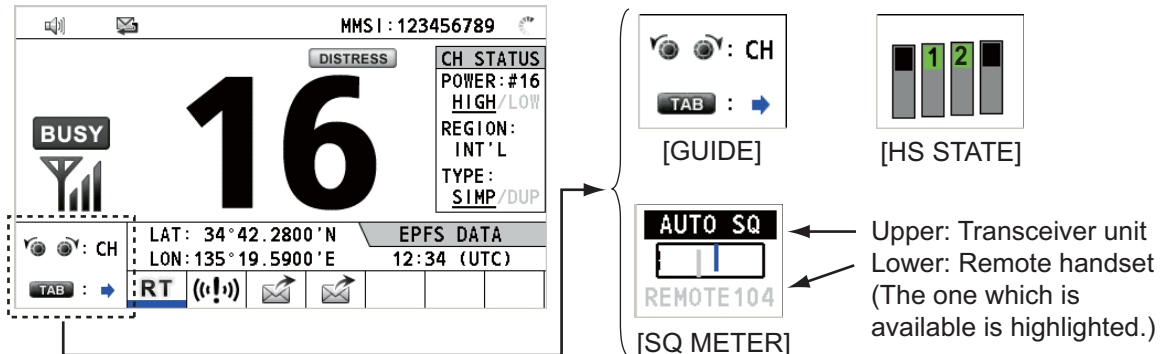 MMSI:123456789
DISTRESS
16
BUSY
CH STATUS
POWER:#16
HIGH/LOW
REGION:
INT'L
TYPE:
SIMP/DUP
: CH
TAB :
LAT: 34°42.2800'N
LON:135°19.5900'E
EPFS DATA
12:34 (UTC)
RT
: CH
TAB :
[GUIDE]
1 2
[HS STATE]
AUTO SQ
REMOTE104
[SQ METER]
Upper: Transceiver unit
Lower: Remote handset
(The one which is
available is highlighted.)